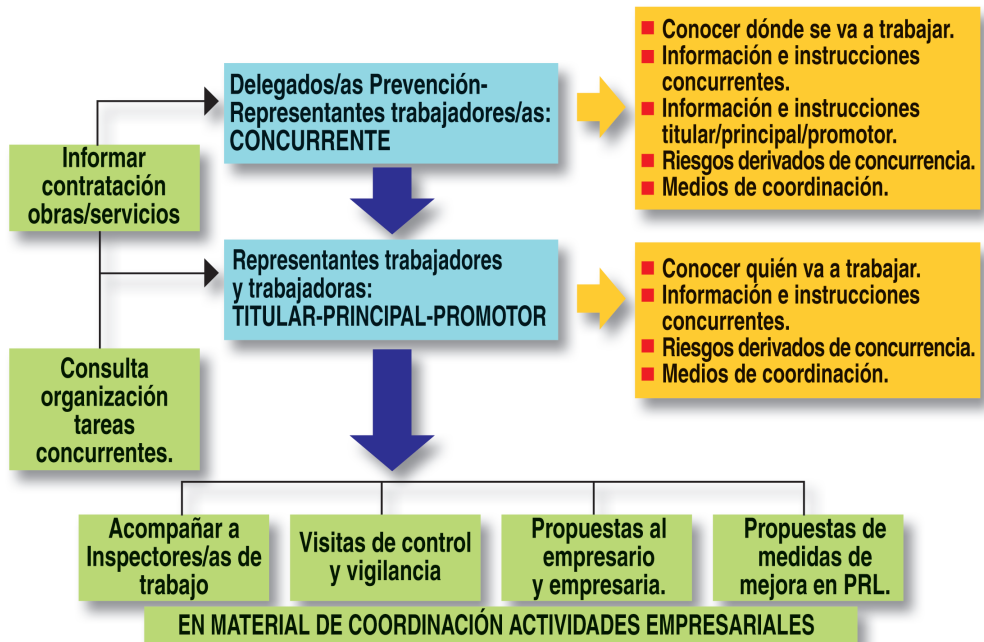 Informar
contratación
obras/servicios
Consulta
organización
tareas
concurrentes.
Delegados/as Prevención-
Representantes trabajadores/as:
CONCURRENTE
Conocer dónde se va a trabajar.
Información e instrucciones
concurrentes.
Información e instrucciones
titular/principal/promotor.
Riesgos derivados de concurrencia.
Medios de coordinación.
Representantes trabajadores
y trabajadoras:
TITULAR-PRINCIPAL-PROMOTOR
Conocer quién va a trabajar.
Información e instrucciones
concurrentes.
Riesgos derivados de concurrencia.
Medios de coordinación.
Acompañar a
Inspectores/as de
trabajo
Visitas de control
y vigilancia
Propuestas al
empresario
y empresaria.
Propuestas de
medidas de
mejora en PRL.
EN MATERIAL DE COORDINACIÓN ACTIVIDADES EMPRESARIALES